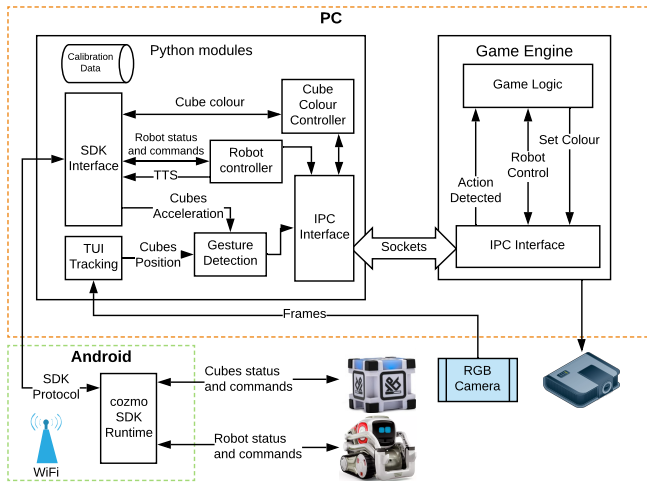 PC
Python modules
Calibration
Data
SDK
Interface
Cube colour
Cube
Colour
Controller
Robot status
and commands
TTS
Robot
controller
Cubes
Acceleration
TUI
Tracking
Cubes
Position
Gesture
Detection
IPC
Interface
Sockets
Game Engine
Game Logic
Action
Detected
Robot
Control
Set Colour
IPC Interface
Frames
Android
SDK
Protocol
cozmo
SDK
Runtime
WiFi
Cubes status
and commands
Robot status
and commands
RGB
Camera